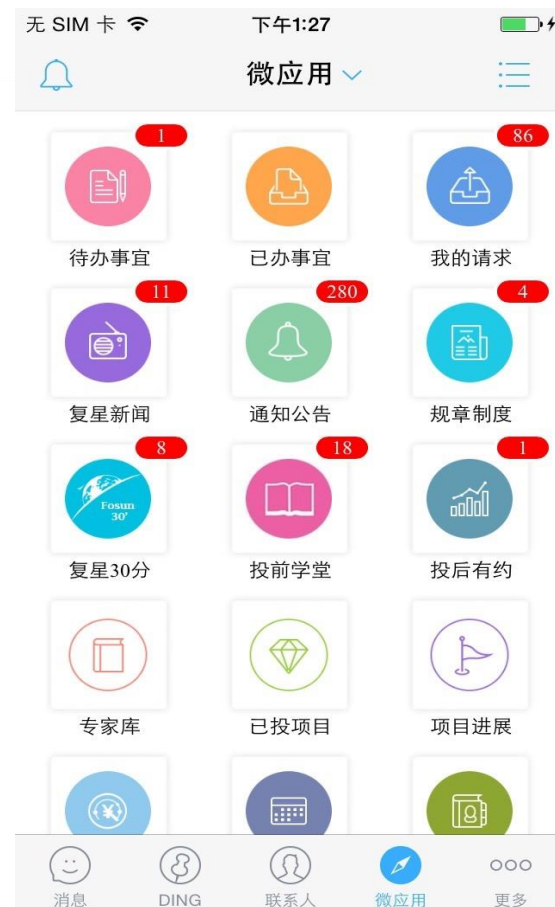 无 SIM 卡 下午1:27
微应用
1 86
待办事宜 已办事宜 我的请求
11 280 4
复星新闻 通知公告 规章制度
8 18 1
Fosun
30'
复星30分 投前学堂 投后有约
专家库 已投项目 项目进展
消息 DING 联系人 微应用 更多